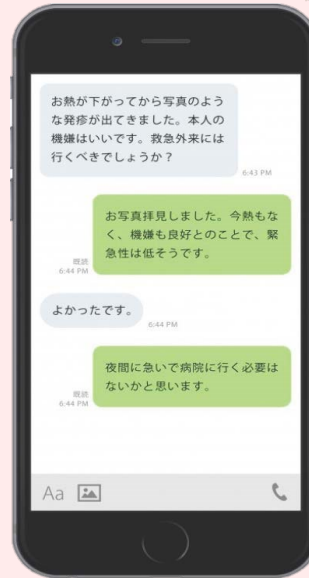 お熱が下がってから写真のよう
な発疹が出てきました。本人の
機嫌はいいです。救急外来には
行くべきでしょうか？
6:43 PM
お写真拝見しました。今熱もな
く、機嫌も良好とのことで、緊
急性は低そうです。
既読
6:44 PM
よかったです。
6:44 PM
夜間に急いで病院に行く必要は
ないかと思います。
既読
6:44 PM
Aa